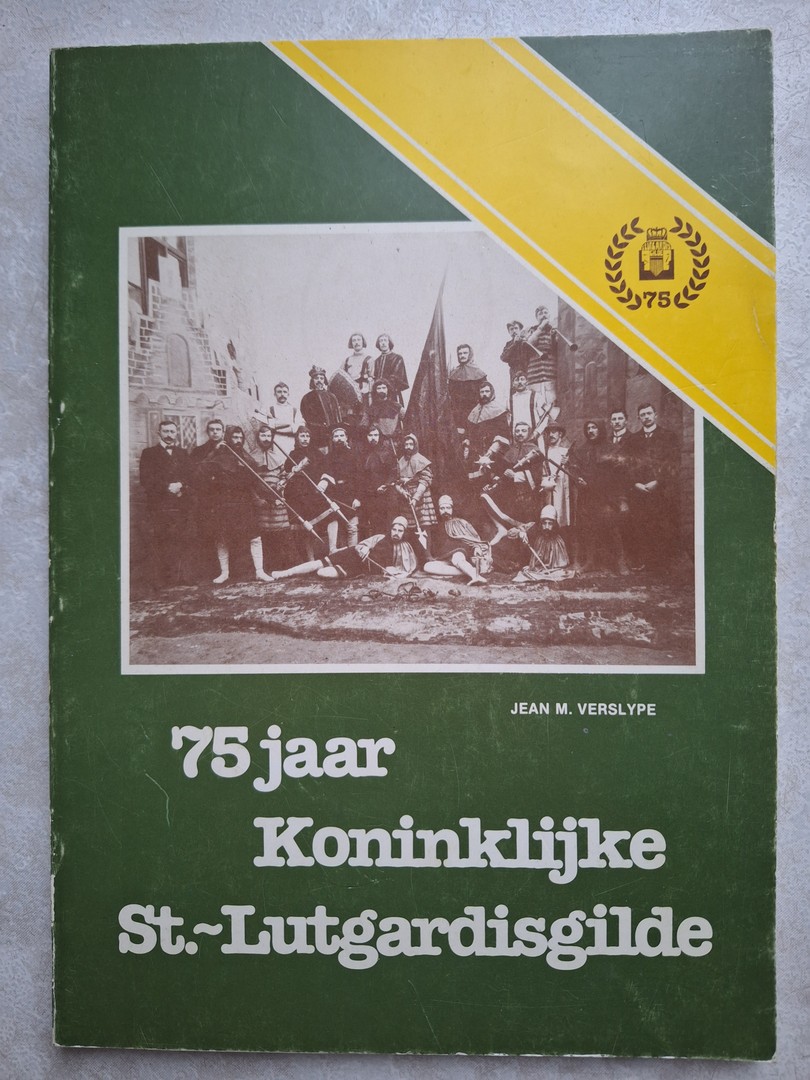 75
JEAN M. VERSLYPE
75 jaar
Koninklijke
St.~Lutgardisgilde